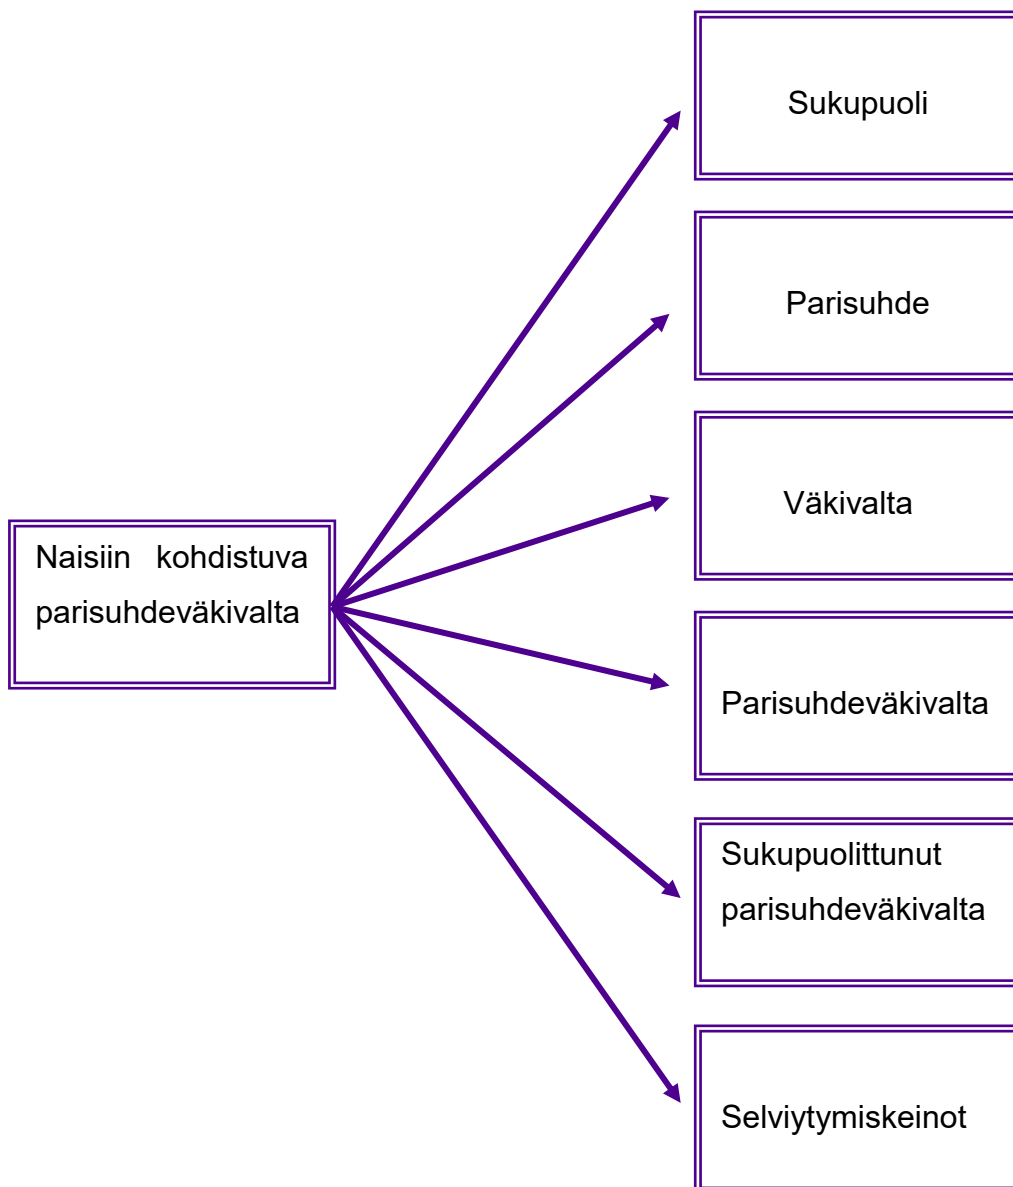 Sukupuoli
Parisuhde
Väkivalta
Naisiin kohdistuva
parisuhdeväkivalta
Parisuhdeväkivalta
Sukupuolittunut
parisuhdeväkivalta
Selviytymiskeinot